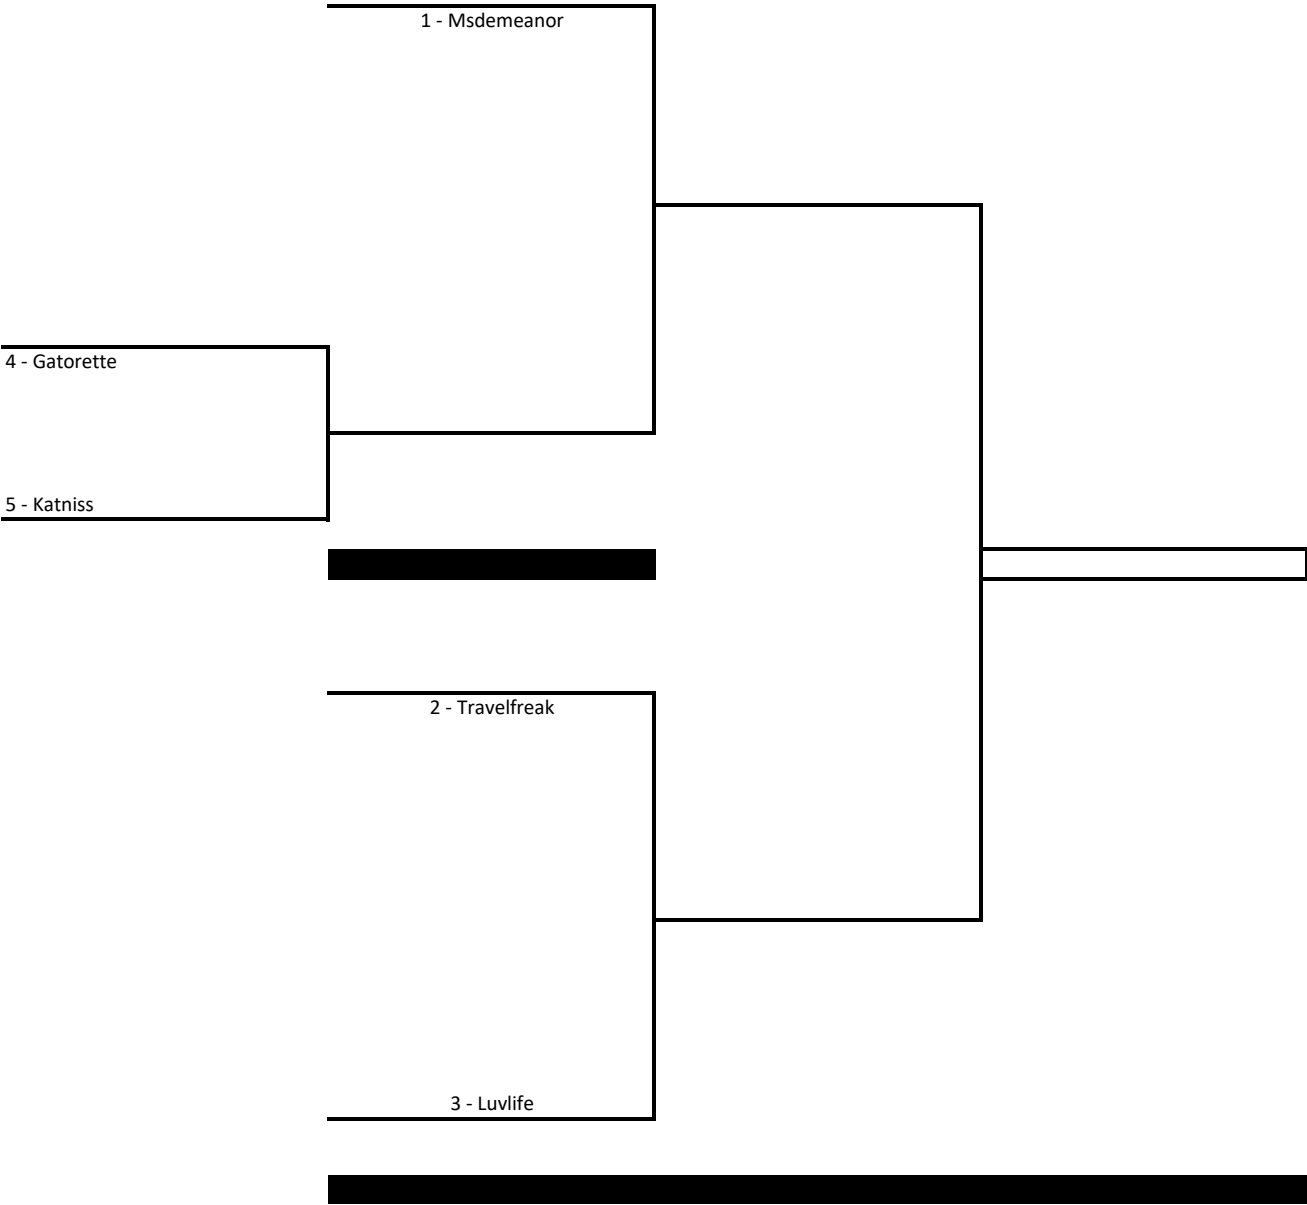 1 - Msdemeanor
4 - Gatorette
5 - Katniss
2 - Travelfreak
3 - Luvlife